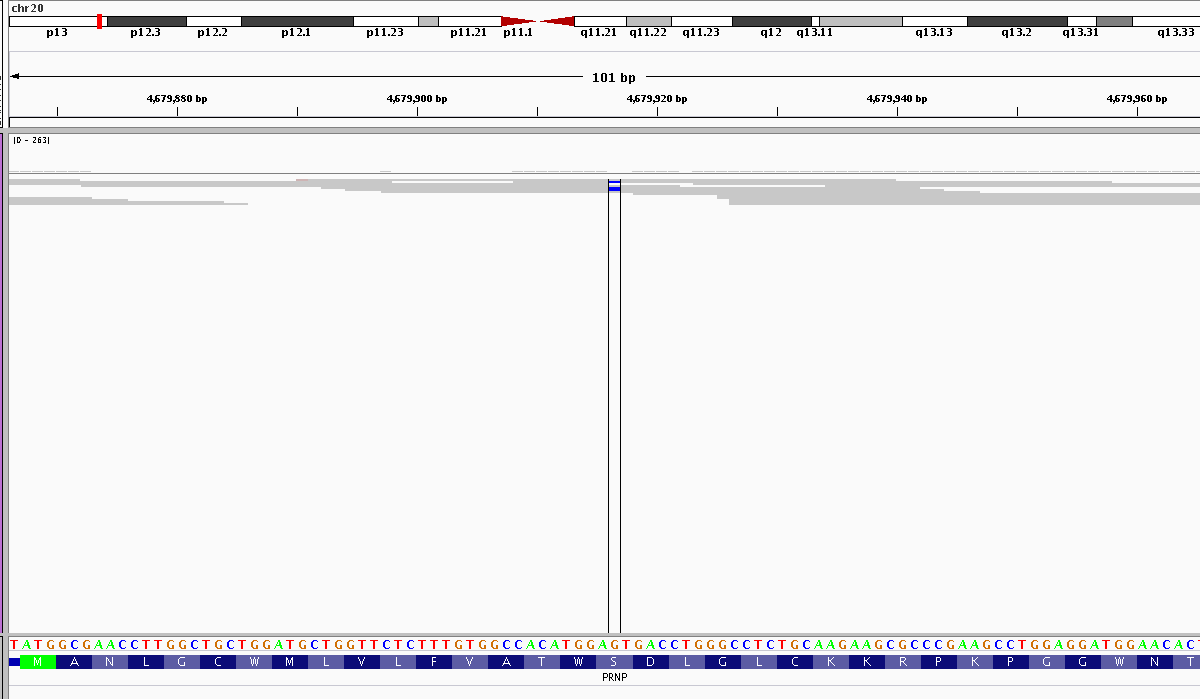 chr20
p13 p12.3 p12.2 p12.1 p11.23 p11.21 p11.1 q11.21 q11.22 q11.23 q12 q13.11 q13.13 q13.2 q13.31 q13.33
101 bp
4,679,880 bp 4,679,900 bp 4,679,920 bp 4,679,940 bp 4,679,960 bp
[0 - 263]
TATGGCGAACCTTGGCTGCTGGATGCTGGTTCTCTTTGTGGCCACATGGAGTGACCTGGGCCTCTGCAAGAAGCGCCCGAAGCCTGGAGGATGGAACACT
M A N L G C W M L V L F V A T W S D L G L C K K R P K P G G W N T
PRNP